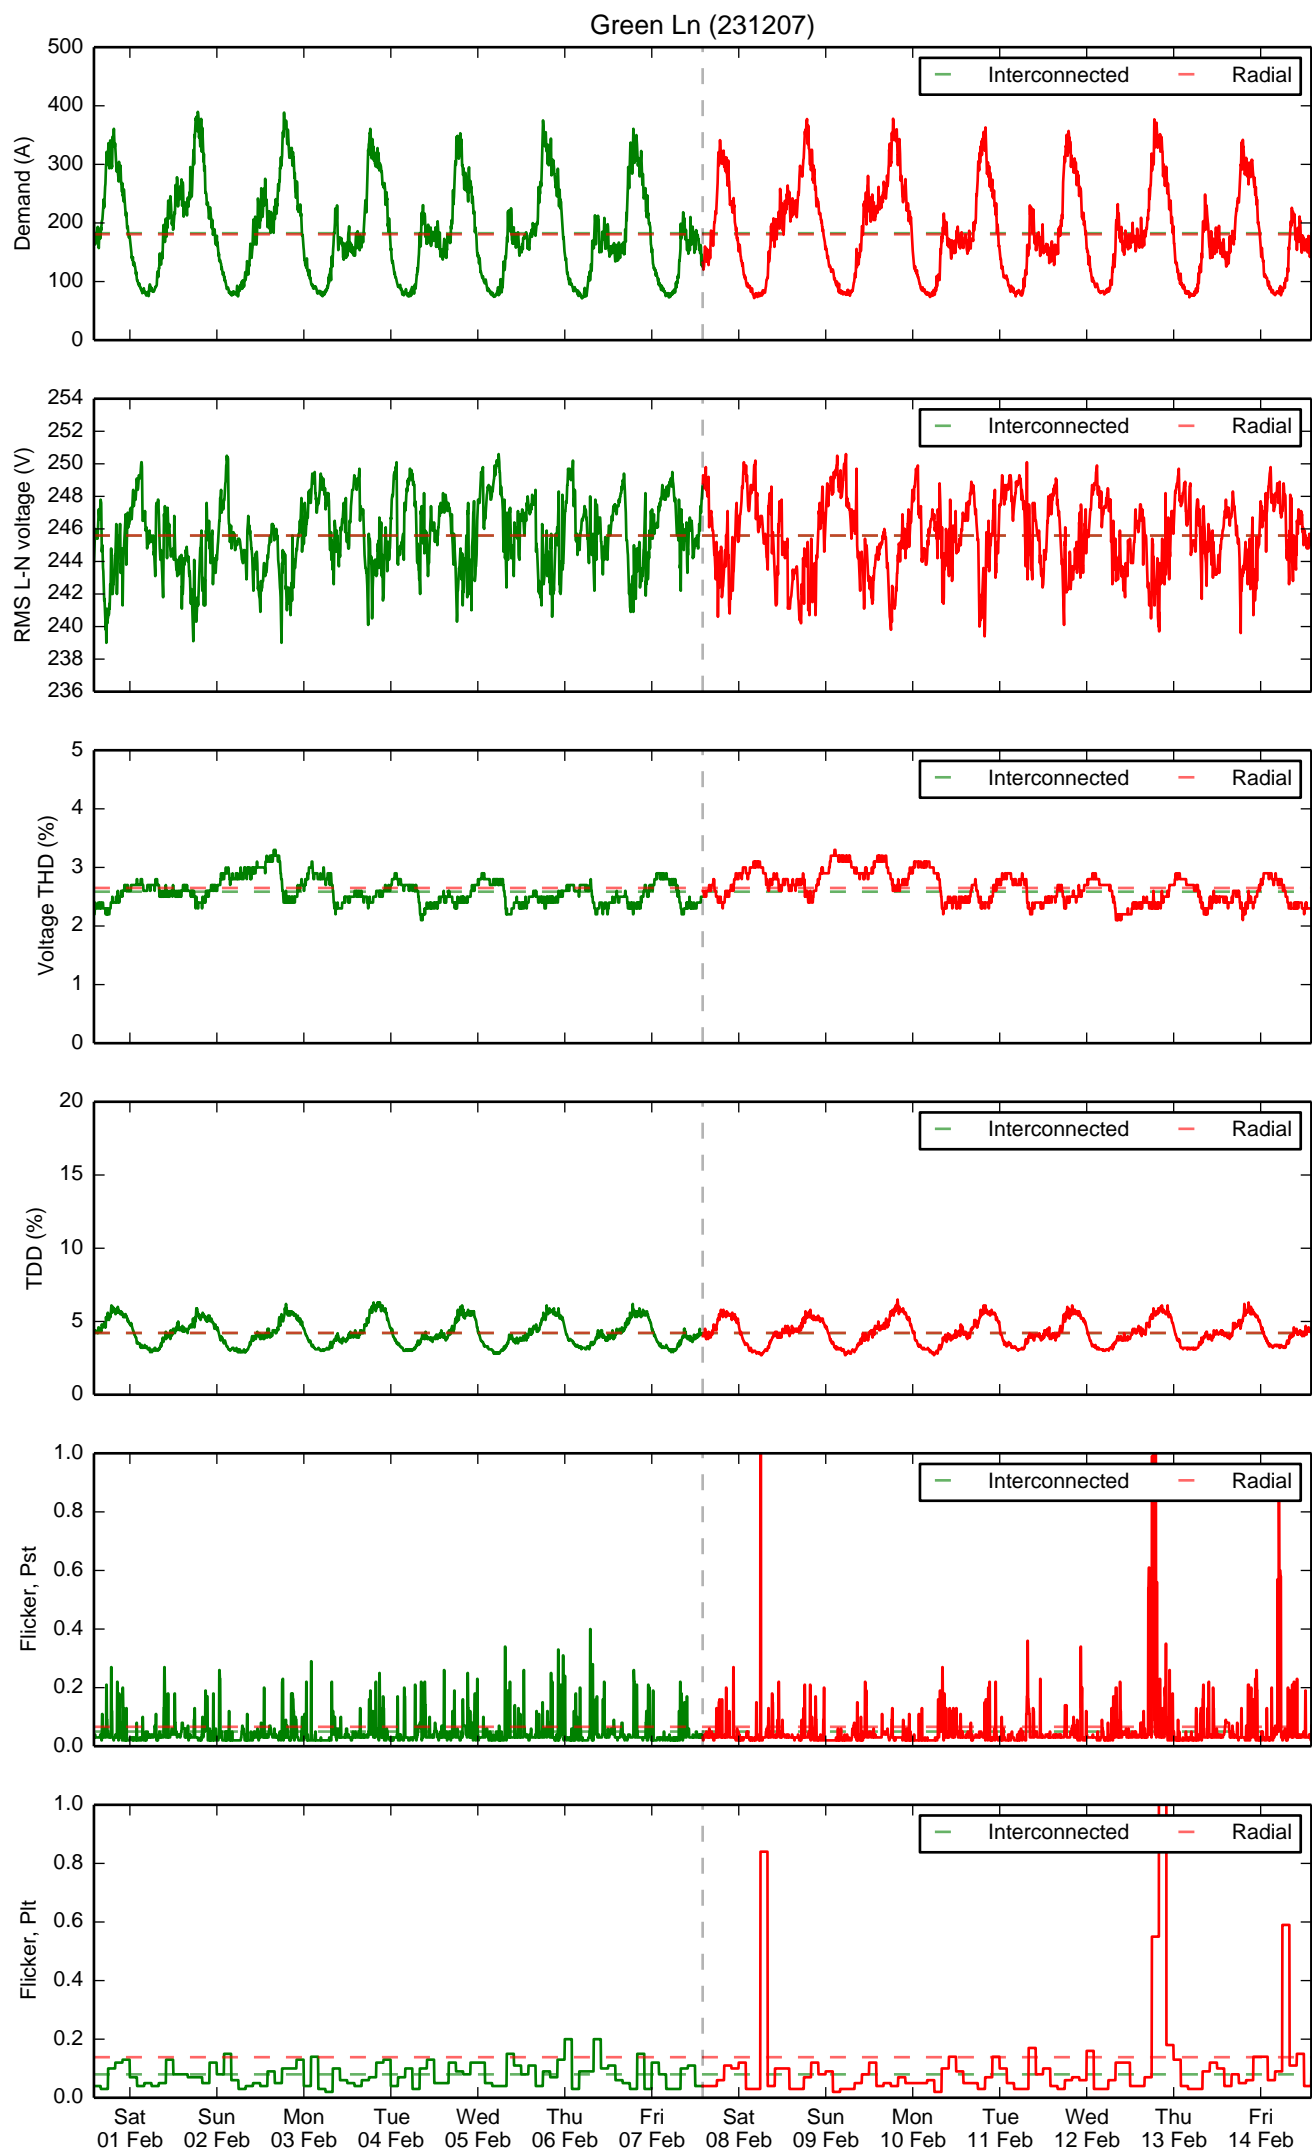 Green Ln (231207)
500
400
300
200
100
0
Demand (A)
Interconnected Radial
254
252
250
248
246
244
242
240
238
236
RMS L-N voltage (V)
Interconnected Radial
5
4
3
2
1
0
Voltage THD (%)
Interconnected Radial
20
15
10
5
0
TDD (%)
Interconnected Radial
1.0
0.8
0.6
0.4
0.2
0.0
Flicker, Pst
Interconnected Radial
1.0
0.8
0.6
0.4
0.2
0.0
Flicker, Plt
Interconnected Radial
Sat Sun Mon Tue Wed Thu Fri Sat Sun Mon Tue Wed Thu Fri
01 Feb 02 Feb 03 Feb 04 Feb 05 Feb 06 Feb 07 Feb 08 Feb 09 Feb 10 Feb 11 Feb 12 Feb 13 Feb 14 Feb